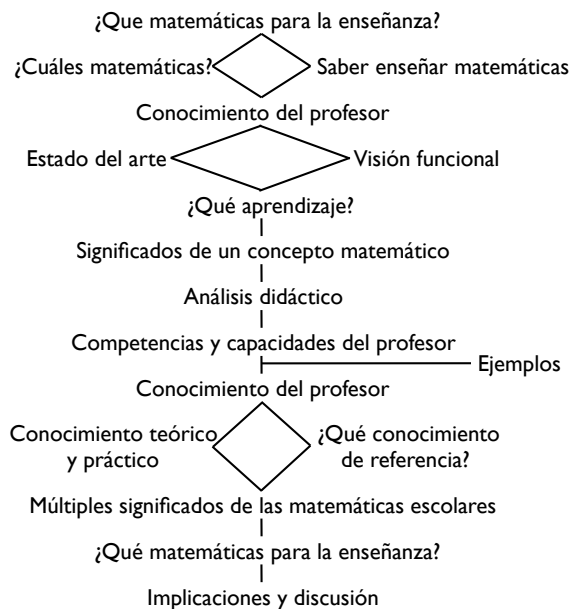 ¿Que matemáticas para la enseñanza?
¿Cuáles matemáticas?
Saber enseñar matemáticas
Conocimiento del profesor
Estado del arte
Visión funcional
¿Qué aprendizaje?
Significados de un concepto matemático
Análisis didáctico
Competencias y capacidades del profesor
Ejemplos
Conocimiento del profesor
Conocimiento teórico
y práctico
¿Qué conocimiento
de referencia?
Múltiples significados de las matemáticas escolares
¿Qué matemáticas para la enseñanza?
Implicaciones y discusión